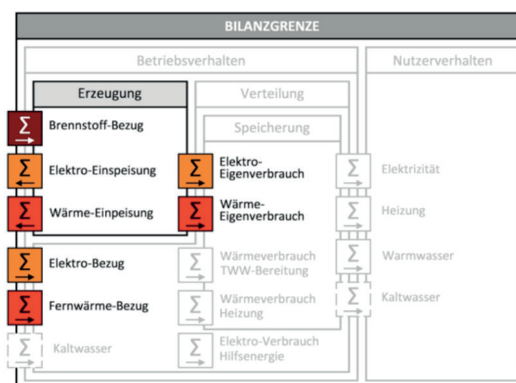 BILANZGRENZE
Betriebsverhalten
Nutzerverhalten
Erzeugung
Verteilung
Speicherung
Σ Brennstoff-Bezug
Σ Elektro-Einspeisung
Σ Elektro-
Eigenverbrauch
Σ Elektrizität
Σ Wärme-Einpeisung
Σ Wärme-
Eigenverbrauch
Σ Heizung
Σ Elektro-Bezug
Σ Wärmeverbrauch
TWW-Bereitung
Σ Warmwasser
Σ Fernwärme-Bezug
Σ Wärmeverbrauch
Heizung
Σ Kaltwasser
Σ Kaltwasser
Σ Elektro-Verbrauch
Hilfsenergie